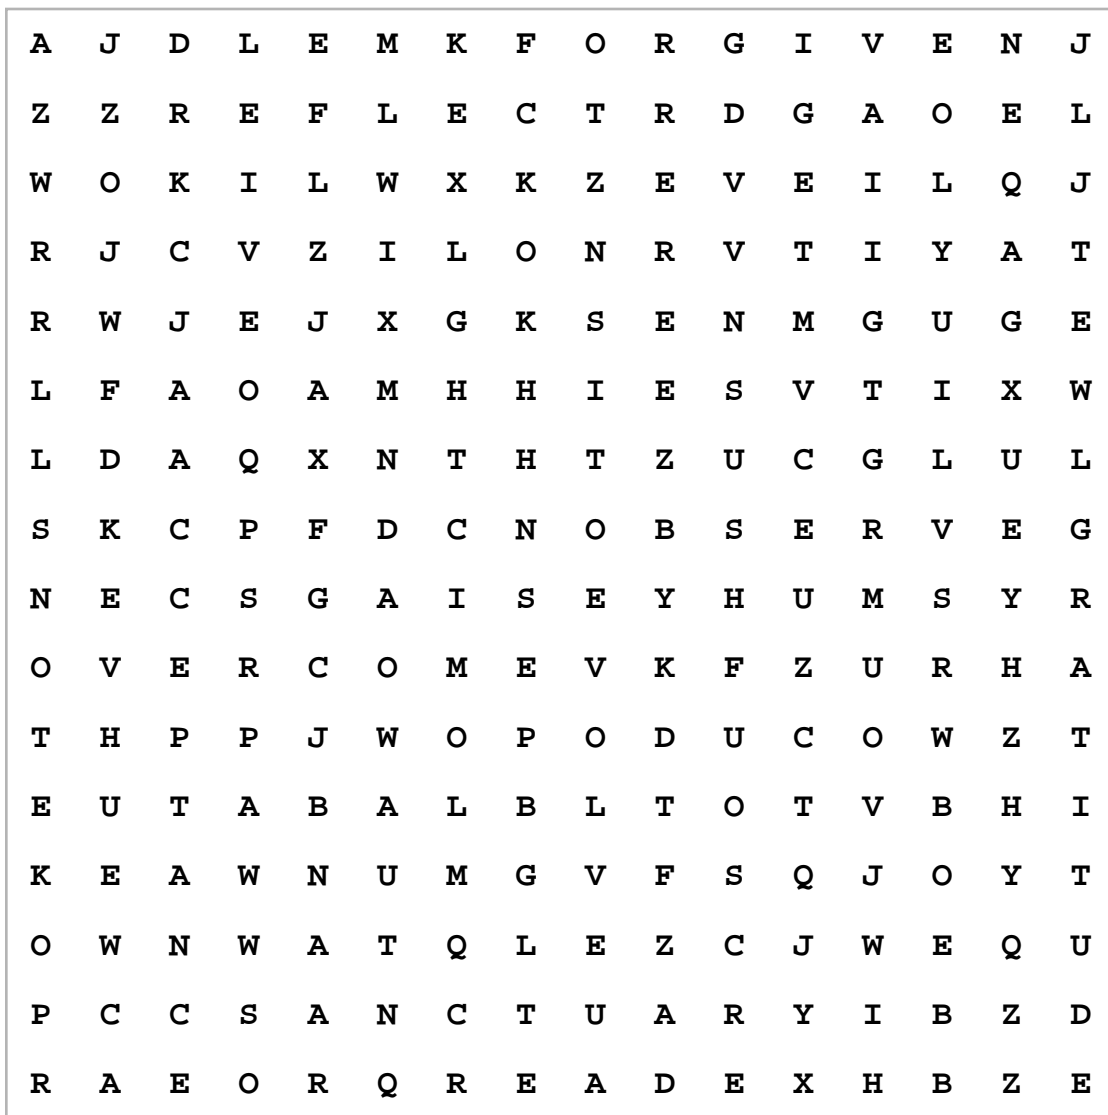 A J D L E M K F O R G I V E N J
Z Z R E F L E C T R D G A O E L
W O K I L W X K Z E V E I L Q J
R J C V Z I L O N R V T I Y A T
R W J E J X G K S E N M G U G E
L F A O A M H H I E S V T I X W
L D A Q X N T H T Z U C G L U L
S K C P F D C N O B S E R V E G
N E C S G A I S E Y H U M S Y R
O V E R C O M E V K F Z U R H A
T H P P J W O P O D U C O W Z T
E U T A B A L B L T O T V B H I
K E A W N U M G V F S Q J O Y T
O W N W A T Q L E Z C J W E Q U
P C C S A N C T U A R Y I B Z D
R A E O R Q R E A D E X H B Z E